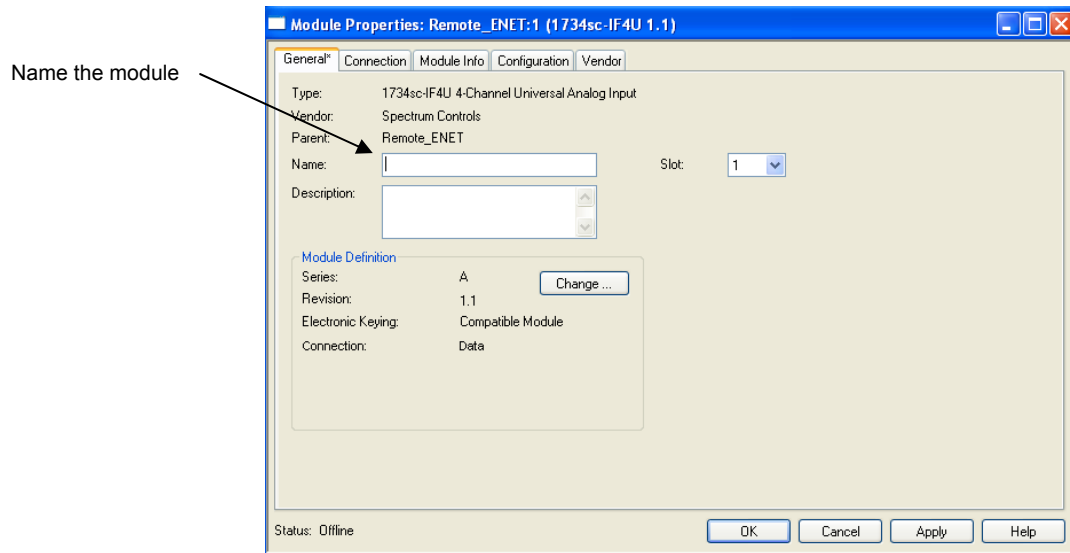 Name the module
Module Properties: Remote_ENET:1 (1734sc-IF4U 1.1)
General* Connection Module Info Configuration Vendor
Type: 1734sc-IF4U 4-Channel Universal Analog Input
Vendor: Spectrum Controls
Parent: Remote_ENET
Name: Slot: 1
Description:
Module Definition
Series: A Change ...
Revision: 1.1
Electronic Keying: Compatible Module
Connection: Data
Status: Offline OK Cancel Apply Help